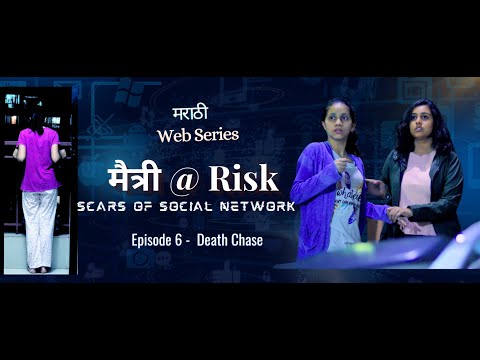 मराठी
Web Series
मैत्री @ Risk
SCARS OF SOCIAL NETWORK
Episode 6 - Death Chase